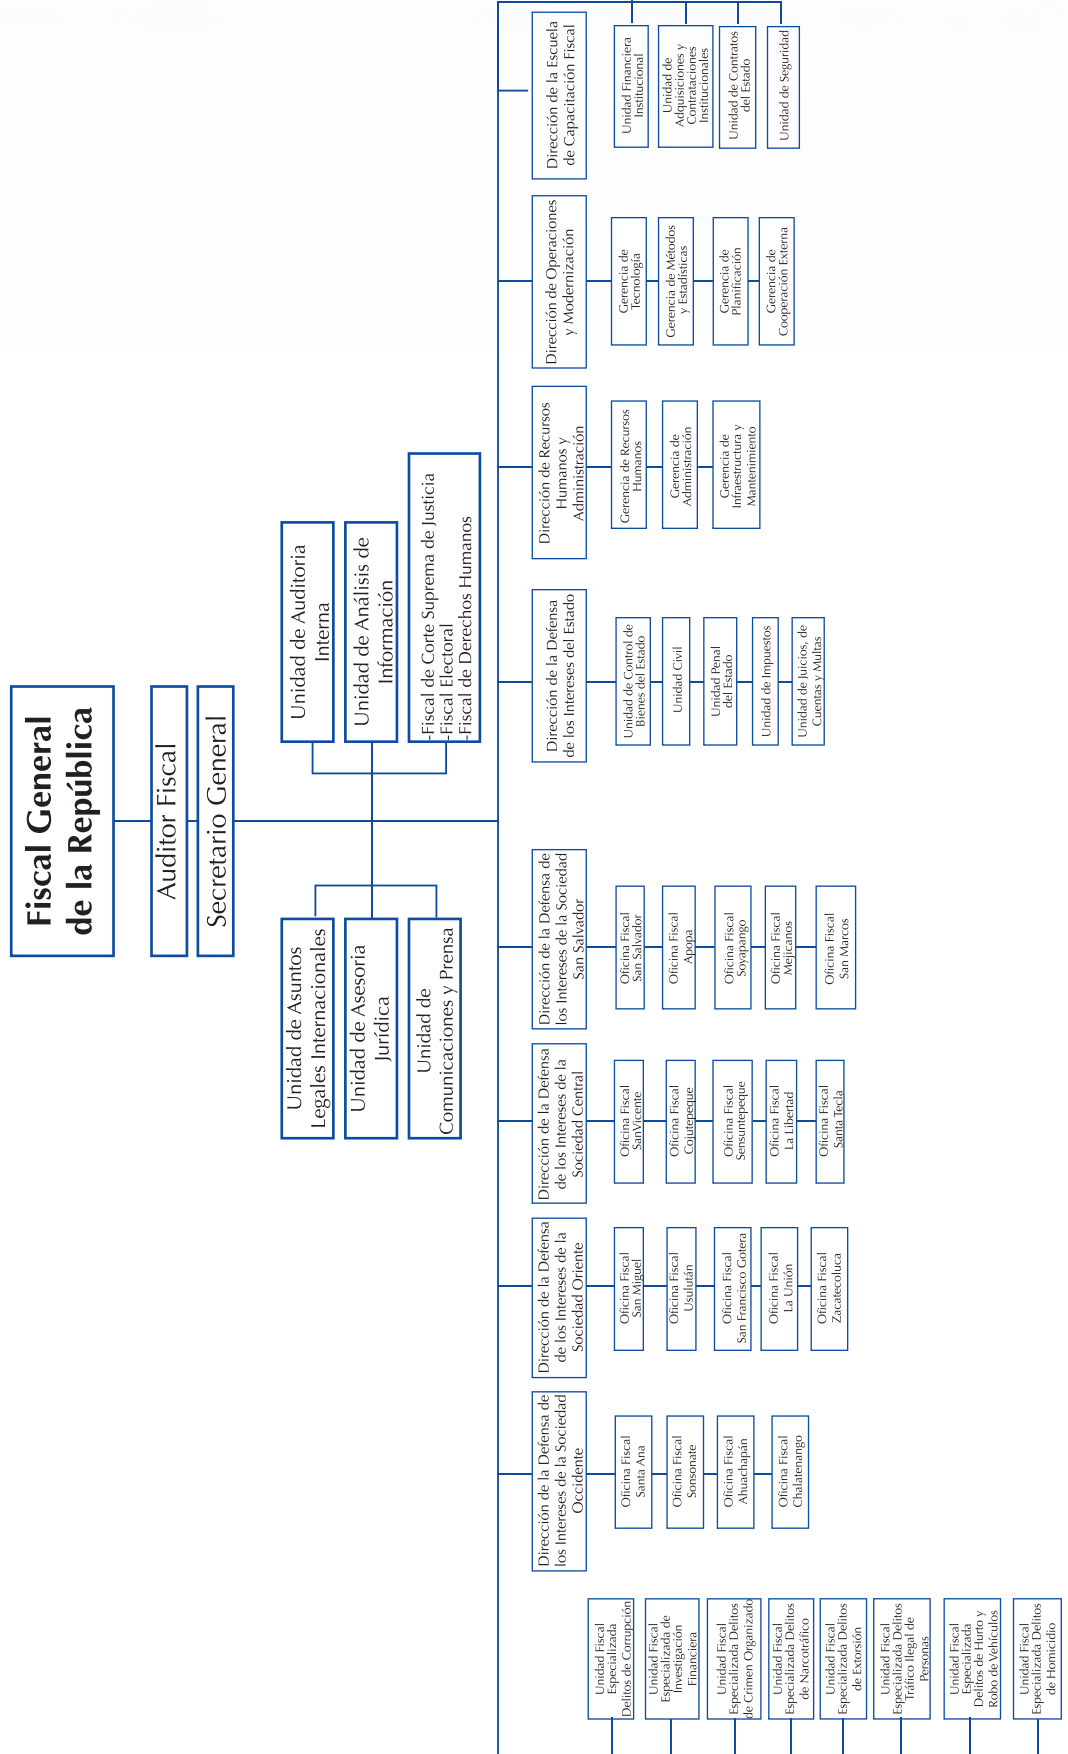 Fiscal General
de la República
Auditor Fiscal
Secretario General
Unidad de Asuntos
Legales Internacionales
Unidad de Asesoria
Jurídica
Unidad de
Comunicaciones y Prensa
Unidad de Auditoria
Interna
Unidad de Análisis de
Información
-Fiscal de Corte Suprema de Justicia
-Fiscal Electoral
-Fiscal de Derechos Humanos
Unidad Fiscal
Especializada
Delitos de Corrupción
Unidad Fiscal
Especializada de
Investigación
Financiera
Unidad Fiscal
Especializada Delitos
de Crimen Organizado
Unidad Fiscal
Especializada Delitos
de Narcotráfico
Unidad Fiscal
Especializada Delitos
de Extorsión
Unidad Fiscal
Especializada Delitos
Tráfico Ilegal de
Personas
Unidad Fiscal
Especializada
Delitos de Hurto y
Robo de Vehículos
Unidad Fiscal
Especializada Delitos
de Homicidio
Dirección de la Defensa de
los Intereses de la Sociedad
Occidente
Oficina Fiscal
Santa Ana
Oficina Fiscal
Sonsonate
Oficina Fiscal
Ahuachapán
Oficina Fiscal
Chalatenango
Dirección de la Defensa
de los Intereses de la
Sociedad Oriente
Oficina Fiscal
San Miguel
Oficina Fiscal
Usulután
Oficina Fiscal
San Francisco Gotera
Oficina Fiscal
La Unión
Oficina Fiscal
Zacatecoluca
Dirección de la Defensa
de los Intereses de la
Sociedad Central
Oficina Fiscal
SanVicente
Oficina Fiscal
Cojutepeque
Oficina Fiscal
Sensuntepeque
Oficina Fiscal
La Libertad
Oficina Fiscal
Santa Tecla
Dirección de la Defensa de
los Intereses de la Sociedad
San Salvador
Oficina Fiscal
San Salvador
Oficina Fiscal
Apopa
Oficina Fiscal
Soyapango
Oficina Fiscal
Mejicanos
Oficina Fiscal
San Marcos
Dirección de la Defensa
de los Intereses del Estado
Unidad de Control de
Bienes del Estado
Unidad Civil
Unidad Penal
del Estado
Unidad de Impuestos
Unidad de Juicios, de
Cuentas y Multas
Dirección de Recursos
Humanos y
Administración
Gerencia de Recursos
Humanos
Gerencia de
Administración
Gerencia de
Infraestructura y
Mantenimiento
Dirección de Operaciones
y Modernización
Gerencia de
Tecnología
Gerencia de Métodos
y Estadísticas
Gerencia de
Planificación
Gerencia de
Cooperación Externa
Dirección de la Escuela
de Capacitación Fiscal
Unidad Financiera
Institucional
Unidad de
Adquisiciones y
Contrataciones
Institucionales
Unidad de Contratos
del Estado
Unidad de Seguridad